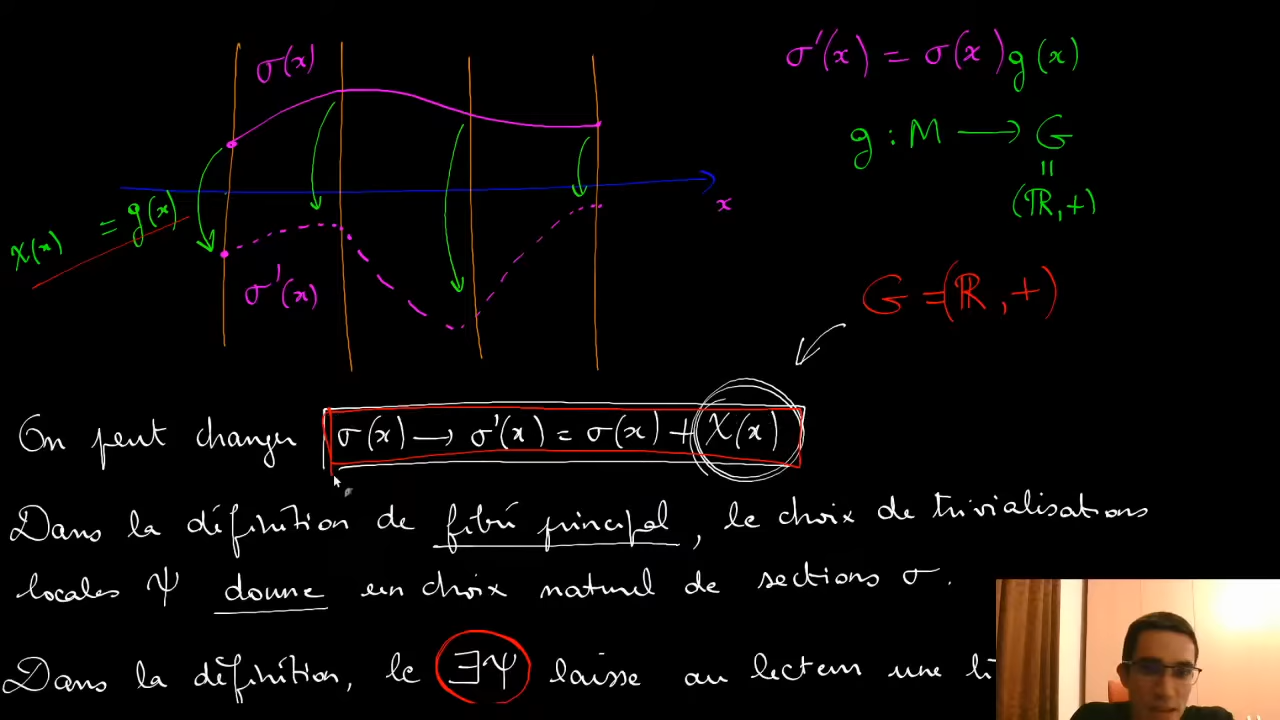 σ(x)
σ'(x) = σ(x) g(x)
g : M ⟶ G
=
(ℝ, +)
χ(x) = g(x)
x
σ'(x)
G = (ℝ, +)
On peut changer σ(x) ⟶ σ'(x) = σ(x) + χ(x)
Dans la définition de fibré principal, le choix de trivialisations
locales Ψ donne un choix naturel de sections σ.
Dans la définition, le ∃Ψ laisse au lecteur une